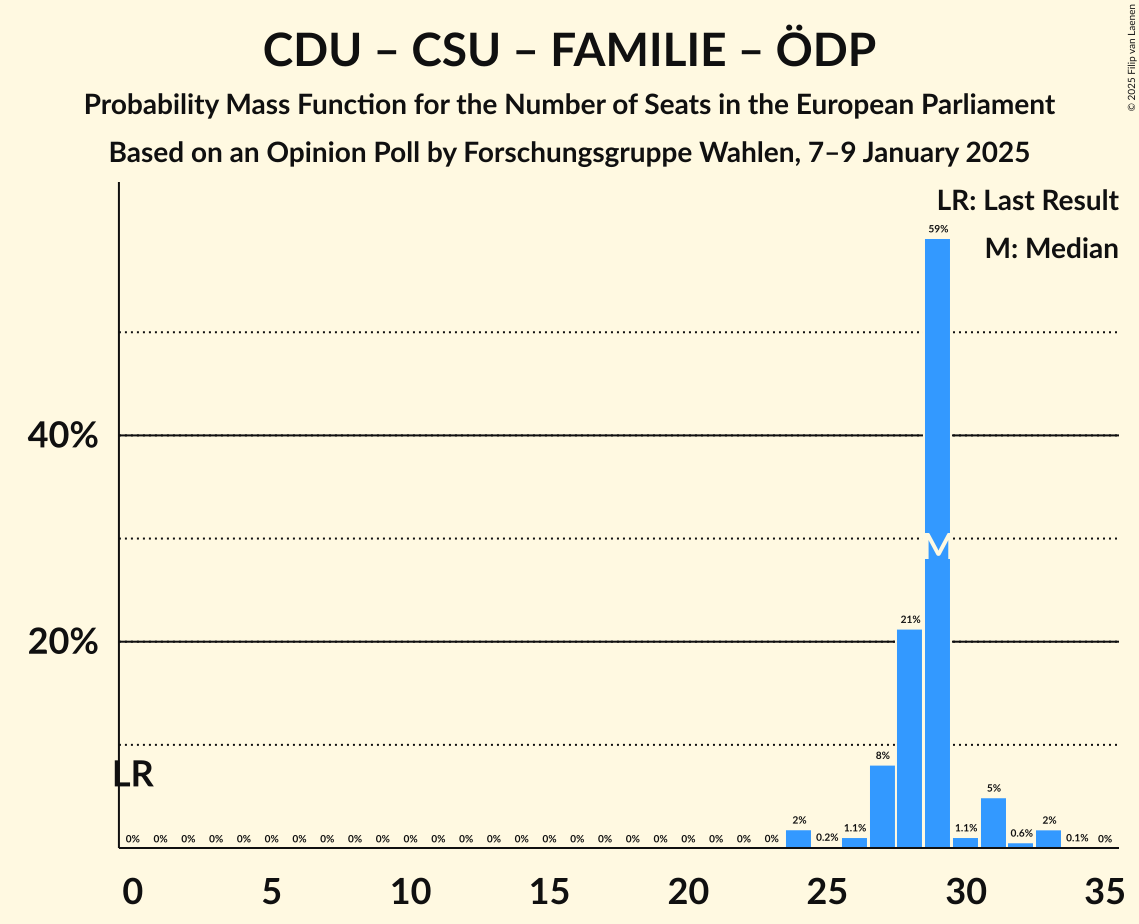 CDU – CSU – FAMILIE – ÖDP
Probability Mass Function for the Number of Seats in the European Parliament
Based on an Opinion Poll by Forschungsgruppe Wahlen, 7–9 January 2025
© 2025 Filip van Laenen
LR: Last Result
M: Median
59%
40%
M
20%
21%
8%
LR
5%
0% 0% 0% 0% 0% 0% 0% 0% 0% 0% 0% 0% 0% 0% 0% 0% 0% 0% 0% 0% 0% 0% 0% 0% 2% 0.2% 1.1% 1.1% 0.6% 2% 0.1% 0%
0 5 10 15 20 25 30 35